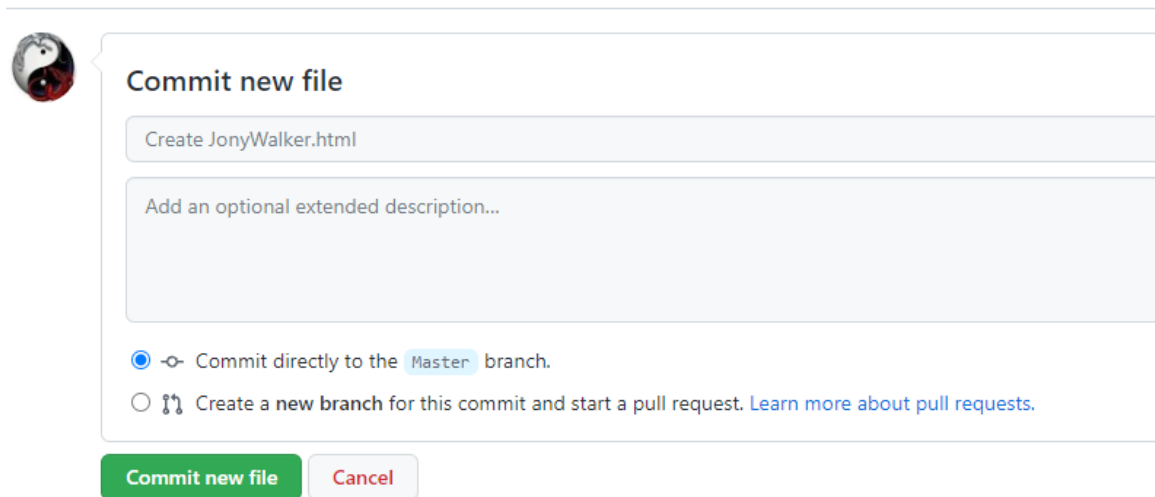 Commit new file
Create JonyWalker.html
Add an optional extended description...
Commit directly to the Master branch.
Create a new branch for this commit and start a pull request. Learn more about pull requests.
Commit new file Cancel